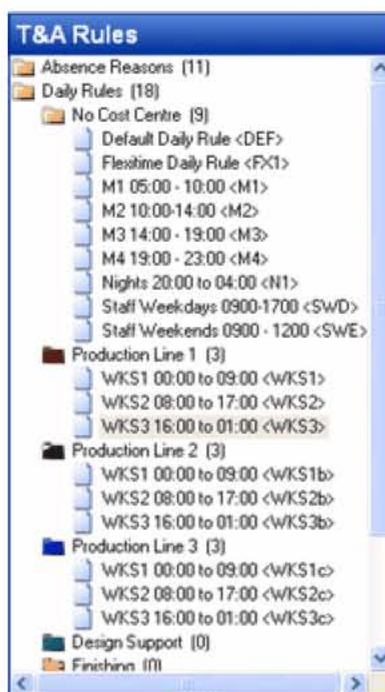 T&A Rules
Absence Reasons (11)
Daily Rules (18)
No Cost Centre (9)
Default Daily Rule <DEF>
Flexitime Daily Rule <FX1>
M1 05:00 - 10:00 <M1>
M2 10:00-14:00 <M2>
M3 14:00 - 19:00 <M3>
M4 19:00 - 23:00 <M4>
Nights 20:00 to 04:00 <N1>
Staff Weekdays 0900-1700 <SWD>
Staff Weekends 0900 - 1200 <SWE>
Production Line 1 (3)
WKS1 00:00 to 09:00 <WKS1>
WKS2 08:00 to 17:00 <WKS2>
WKS3 16:00 to 01:00 <WKS3>
Production Line 2 (3)
WKS1 00:00 to 09:00 <WKS1b>
WKS2 08:00 to 17:00 <WKS2b>
WKS3 16:00 to 01:00 <WKS3b>
Production Line 3 (3)
WKS1 00:00 to 09:00 <WKS1c>
WKS2 08:00 to 17:00 <WKS2c>
WKS3 16:00 to 01:00 <WKS3c>
Design Support (0)
Finishing (0)